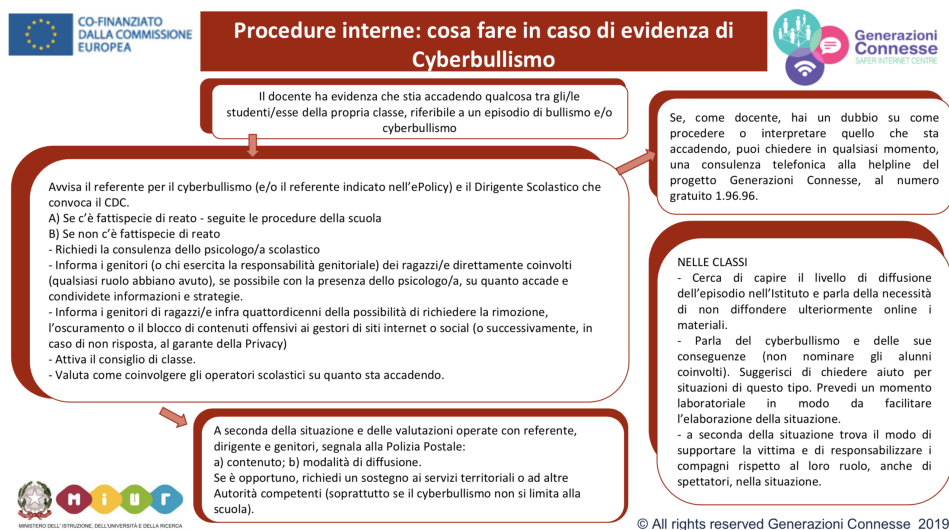 CO-FINANZIATO
DALLA COMMISSIONE
EUROPEA
Procedure interne: cosa fare in caso di evidenza di
Cyberbullismo
Generazioni
Connesse
SAFER INTERNET CENTRE
Il docente ha evidenza che stia accadendo qualcosa tra gli/le
studenti/esse della propria classe, riferibile a un episodio di bullismo e/o
cyberbullismo
Se, come docente, hai un dubbio su come
procedere o interpretare quello che sta
accadendo, puoi chiedere in qualsiasi momento,
una consulenza telefonica alla helpline del
progetto Generazioni Connesse, al numero
gratuito 1.96.96.
Avvisa il referente per il cyberbullismo (e/o il referente indicato nell'ePolicy) e il Dirigente Scolastico che
convoca il CDC.
A) Se c'è fattispecie di reato - seguite le procedure della scuola
B) Se non c'è fattispecie di reato
- Richiedi la consulenza dello psicologo/a scolastico
- Informa i genitori (o chi esercita la responsabilità genitoriale) dei ragazzi/e direttamente coinvolti
(qualsiasi ruolo abbiano avuto), se possibile con la presenza dello psicologo/a, su quanto accade e
condividete informazioni e strategie.
- Informa i genitori di ragazzi/e infra quattordicenni della possibilità di richiedere la rimozione,
l'oscuramento o il blocco di contenuti offensivi ai gestori di siti internet o social (o successivamente, in
caso di non risposta, al garante della Privacy)
- Attiva il consiglio di classe.
- Valuta come coinvolgere gli operatori scolastici su quanto sta accadendo.
NELLE CLASSI
- Cerca di capire il livello di diffusione
dell'episodio nell'Istituto e parla della necessità
di non diffondere ulteriormente online i
materiali.
- Parla del cyberbullismo e delle sue
conseguenze (non nominare gli alunni
coinvolti). Suggerisci di chiedere aiuto per
situazioni di questo tipo. Prevedi un momento
laboratoriale in modo da facilitare
l'elaborazione della situazione.
- a seconda della situazione trova il modo di
supportare la vittima e di responsabilizzare i
compagni rispetto al loro ruolo, anche di
spettatori, nella situazione.
A seconda della situazione e delle valutazioni operate con referente,
dirigente e genitori, segnala alla Polizia Postale:
a) contenuto; b) modalità di diffusione.
Se è opportuno, richiedi un sostegno ai servizi territoriali o ad altre
Autorità competenti (soprattutto se il cyberbullismo non si limita alla
scuola).
miur
MINISTERO DELL' ISTRUZIONE, DELL'UNIVERSITÀ E DELLA RICERCA
© All rights reserved Generazioni Connesse 2019